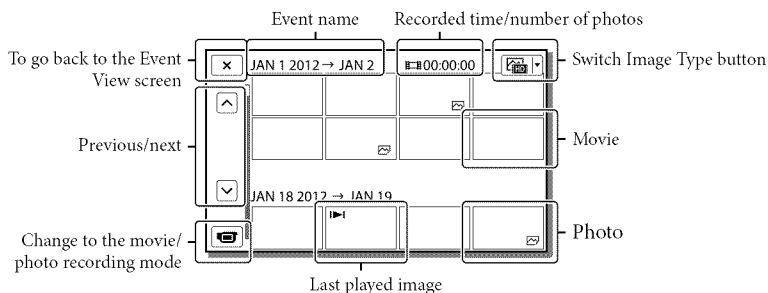 Event name
Recorded time/number of photos
To go back to the Event
View screen
JAN 1 2012 → JAN 2
00:00:00
HD
Switch Image Type button
Previous/next
Movie
JAN 18 2012 → JAN 19
Change to the movie/
photo recording mode
Photo
Last played image